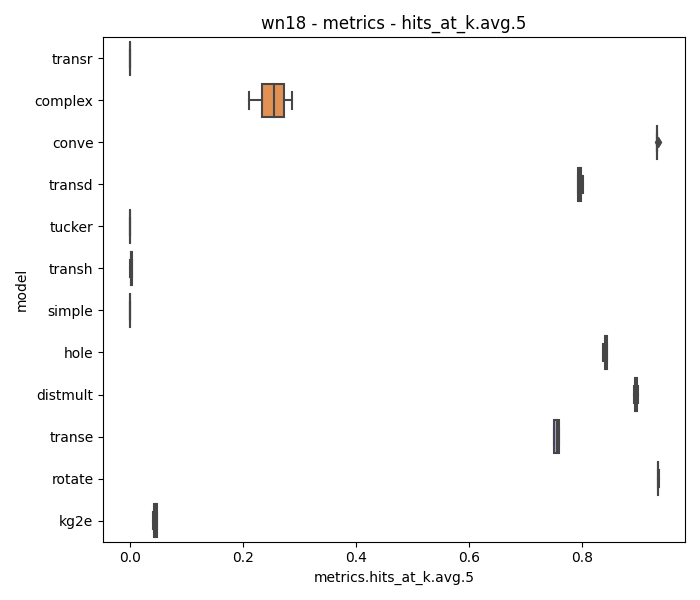 wn18 - metrics - hits_at_k.avg.5
transr
complex
conve
transd
tucker
transh
simple
hole
distmult
transe
rotate
kg2e
model
0.0 0.2 0.4 0.6 0.8
metrics.hits_at_k.avg.5